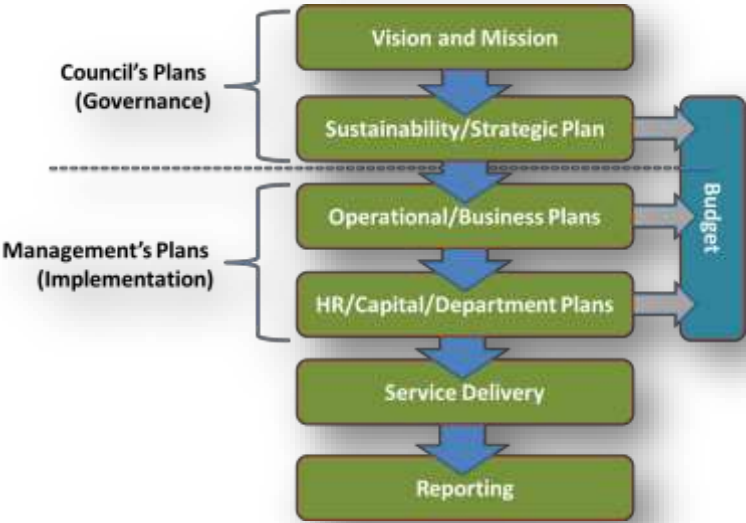 Vision and Mission
Council's Plans
(Governance)
Sustainability/Strategic Plan
Budget
Operational/Business Plans
Management's Plans
(Implementation)
HR/Capital/Department Plans
Service Delivery
Reporting